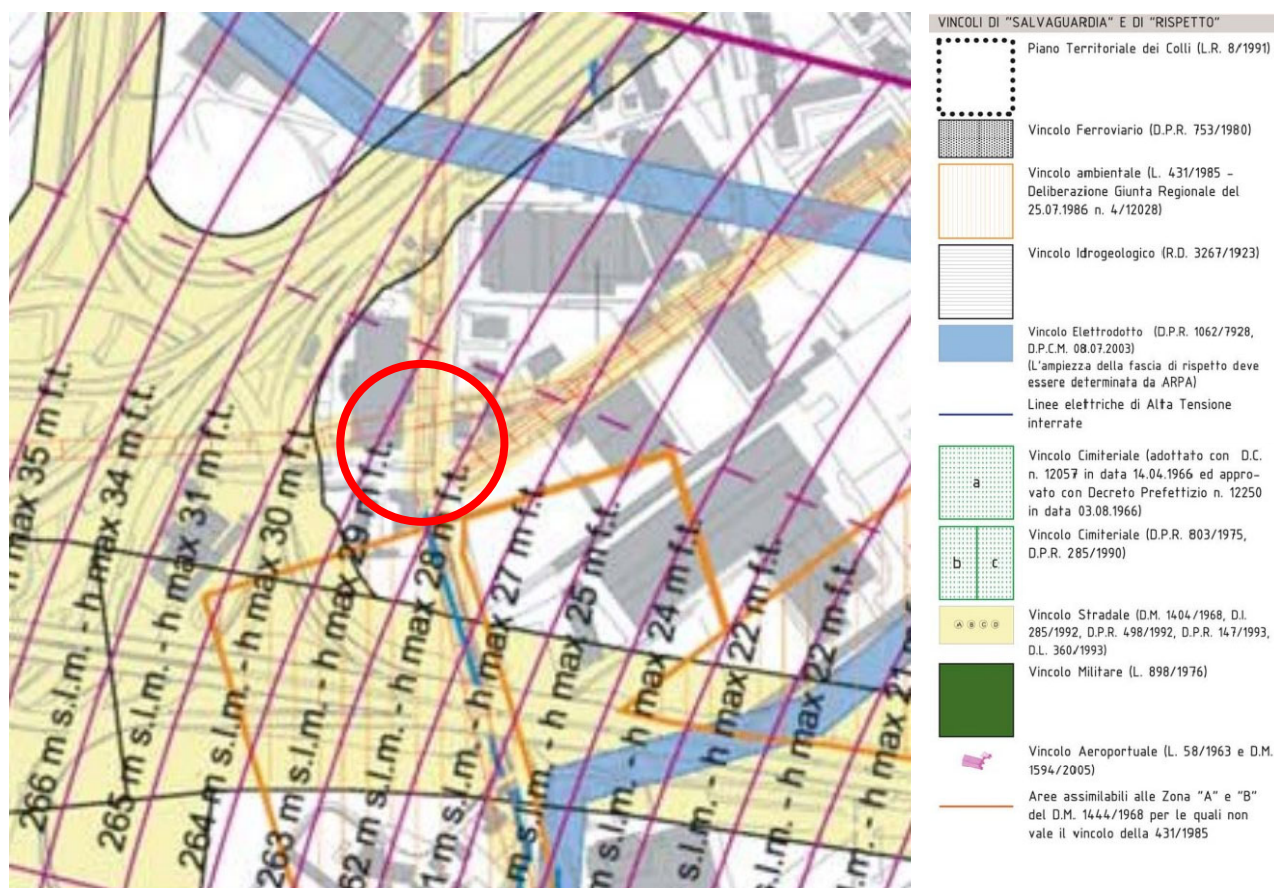 266 m s.l.m. - h max 35 m f.t.
265 m s.l.m. - h max 34 m f.t.
264 m s.l.m. - h max 31 m f.t.
263 m s.l.m. - h max 30 m f.t.
62 m s.l.m. - h max 29 m f.t.
1 m s.l.m. - h max 28 m f.t.
m s.l.m. - h max 27 m f.t.
m s.l.m. - h max 25 m f.t.
s.l.m. - h max 24 m f.t.
s.l.m. - h max 22 m f.t.
.l.m. - h max 22 m f.t.
m. - h max 21 m f.t.
VINCOLI DI "SALVAGUARDIA" E DI "RISPETTO"
Piano Territoriale dei Colli (L.R. 8/1991)
Vincolo Ferroviario (D.P.R. 753/1980)
Vincolo ambientale (L. 431/1985 -
Deliberazione Giunta Regionale del
25.07.1986 n. 4/12028)
Vincolo Idrogeologico (R.D. 3267/1923)
Vincolo Elettrodotto (D.P.R. 1062/7928,
D.P.C.M. 08.07.2003)
(L'ampiezza della fascia di rispetto deve
essere determinata da ARPA)
Linee elettriche di Alta Tensione
interrate
a
Vincolo Cimiteriale (adottato con D.C.
n. 12057 in data 14.04.1966 ed appro-
vato con Decreto Prefettizio n. 12250
in data 03.08.1966)
b c
Vincolo Cimiteriale (D.P.R. 803/1975,
D.P.R. 285/1990)
A B C D
Vincolo Stradale (D.M. 1404/1968, D.I.
285/1992, D.P.R. 498/1992, D.P.R. 147/1993,
D.L. 360/1993)
Vincolo Militare (L. 898/1976)
Vincolo Aeroportuale (L. 58/1963 e D.M.
1594/2005)
Aree assimilabili alle Zona "A" e "B"
del D.M. 1444/1968 per le quali non
vale il vincolo della 431/1985